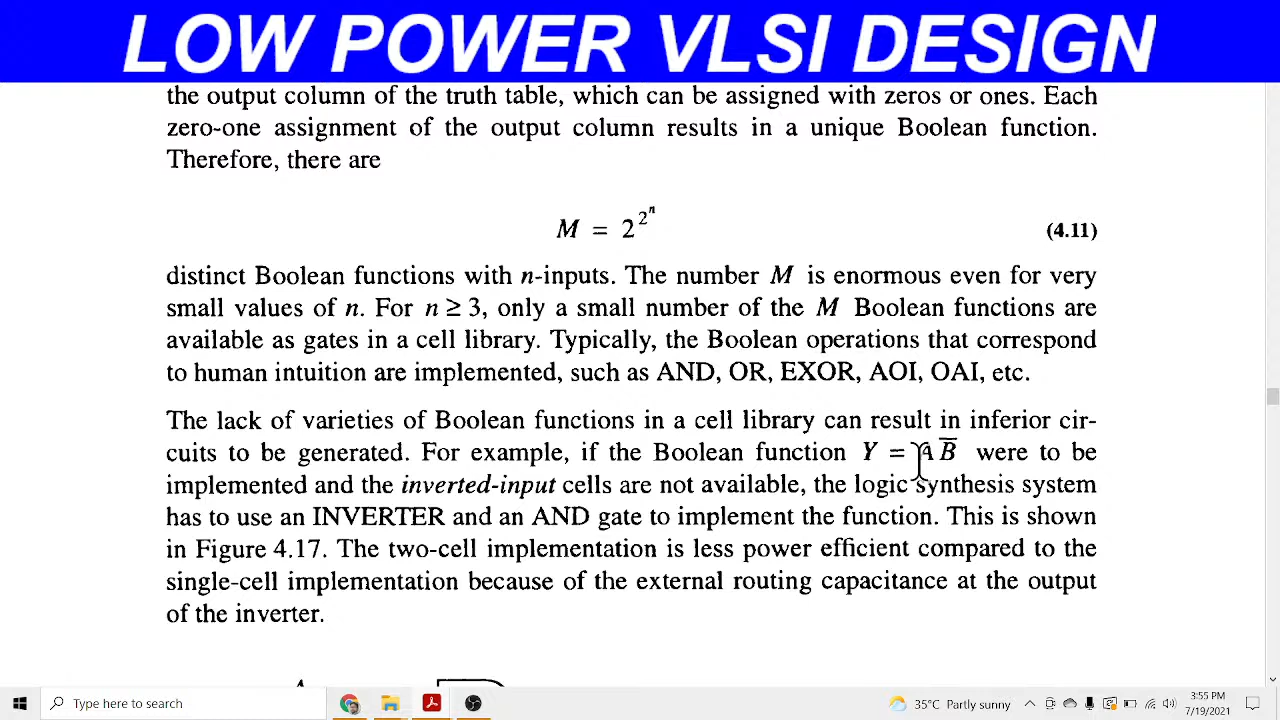 LOW POWER VLSI DESIGN
the output column of the truth table, which can be assigned with zeros or ones. Each
zero-one assignment of the output column results in a unique Boolean function.
Therefore, there are
M = 2^{2^n} (4.11)
distinct Boolean functions with n-inputs. The number M is enormous even for very
small values of n. For n ≥ 3, only a small number of the M Boolean functions are
available as gates in a cell library. Typically, the Boolean operations that correspond
to human intuition are implemented, such as AND, OR, EXOR, AOI, OAI, etc.
The lack of varieties of Boolean functions in a cell library can result in inferior cir-
cuits to be generated. For example, if the Boolean function Y = A B̅ were to be
implemented and the inverted-input cells are not available, the logic synthesis system
has to use an INVERTER and an AND gate to implement the function. This is shown
in Figure 4.17. The two-cell implementation is less power efficient compared to the
single-cell implementation because of the external routing capacitance at the output
of the inverter.
Type here to search
35°C Partly sunny
3:55 PM
7/19/2021